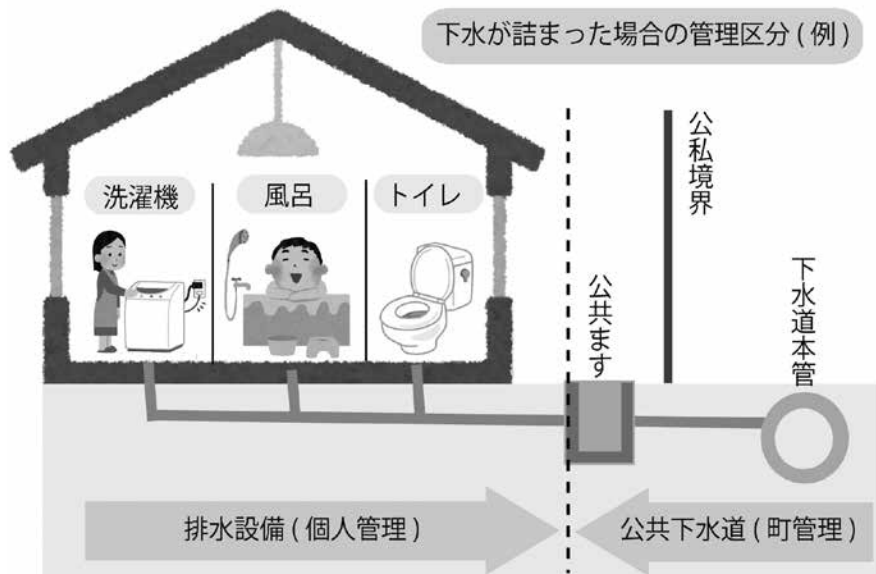 下水が詰まった場合の管理区分 ( 例 )
洗濯機
風呂
トイレ
公共ます
公私境界
下水道本管
排水設備 ( 個人管理 )
公共下水道 ( 町管理 )